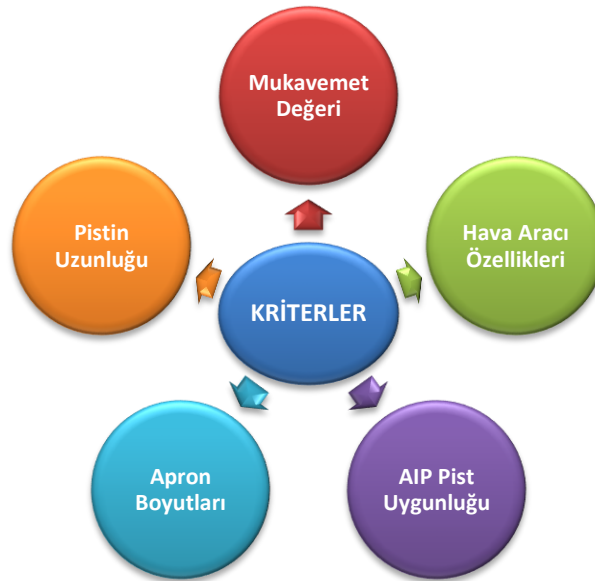 Mukavemet
Değeri
Pistin
Uzunluğu
Hava Aracı
Özellikleri
KRİTERLER
Apron
Boyutları
AIP Pist
Uygunluğu